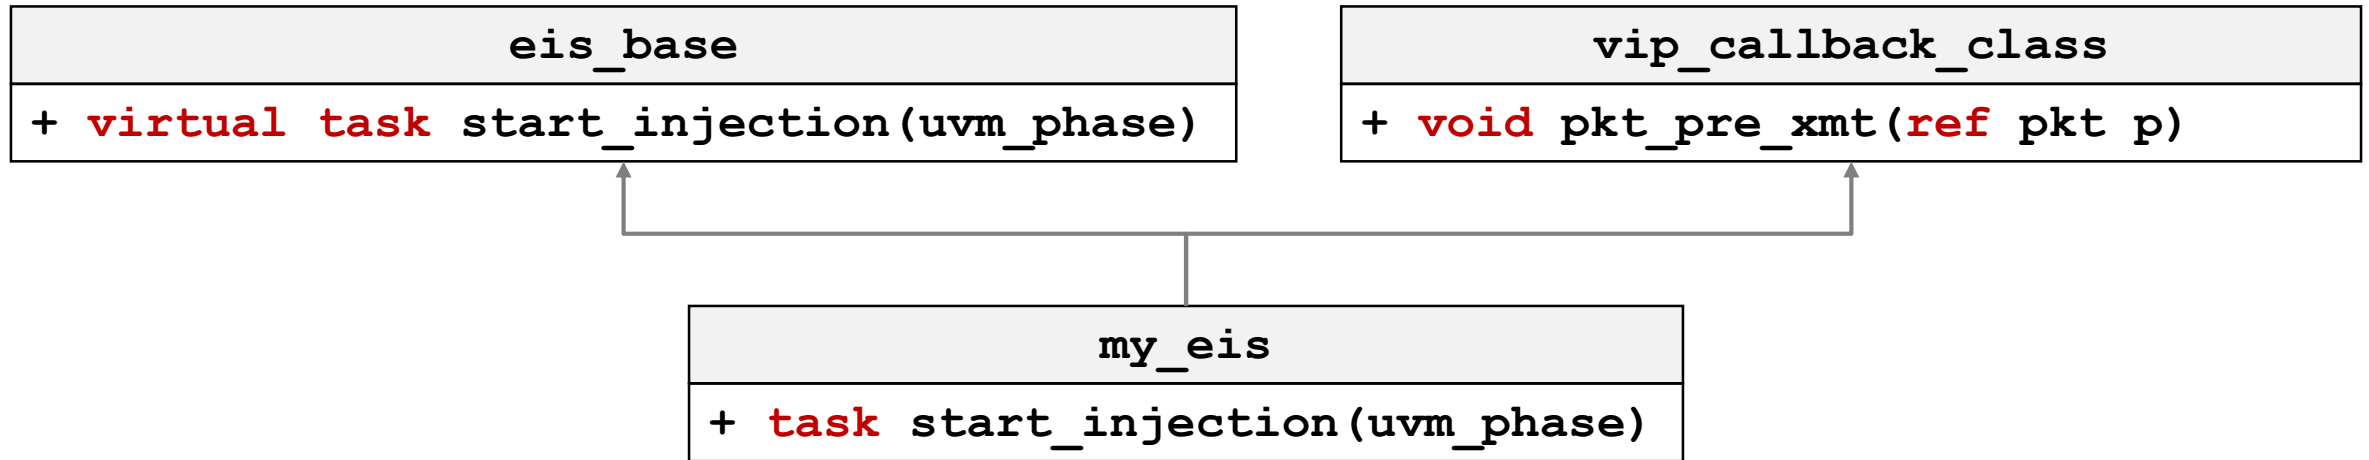 eis_base
+ virtual task start_injection(uvm_phase)
vip_callback_class
+ void pkt_pre_xmt(ref pkt p)
my_eis
+ task start_injection(uvm_phase)